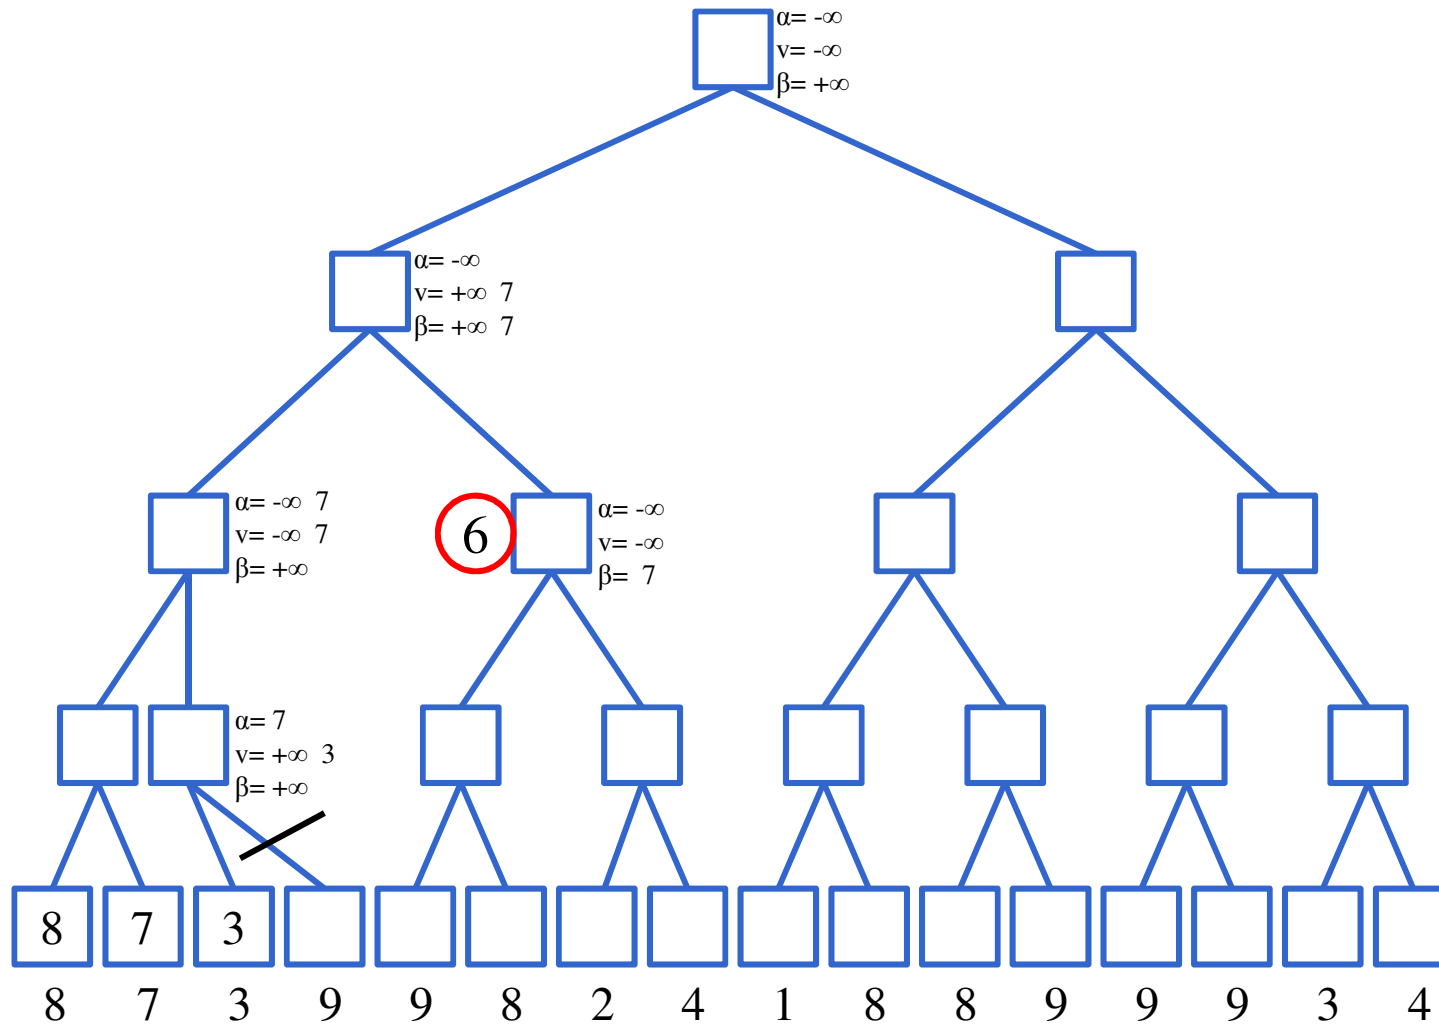 α= -∞
v= -∞
β= +∞
α= -∞
v= +∞ 7
β= +∞ 7
α= -∞ 7
v= -∞ 7
β= +∞
6
α= -∞
v= -∞
β= 7
α= 7
v= +∞ 3
β= +∞
8 7 3
8 7 3 9 9 8 2 4 1 8 8 9 9 9 3 4